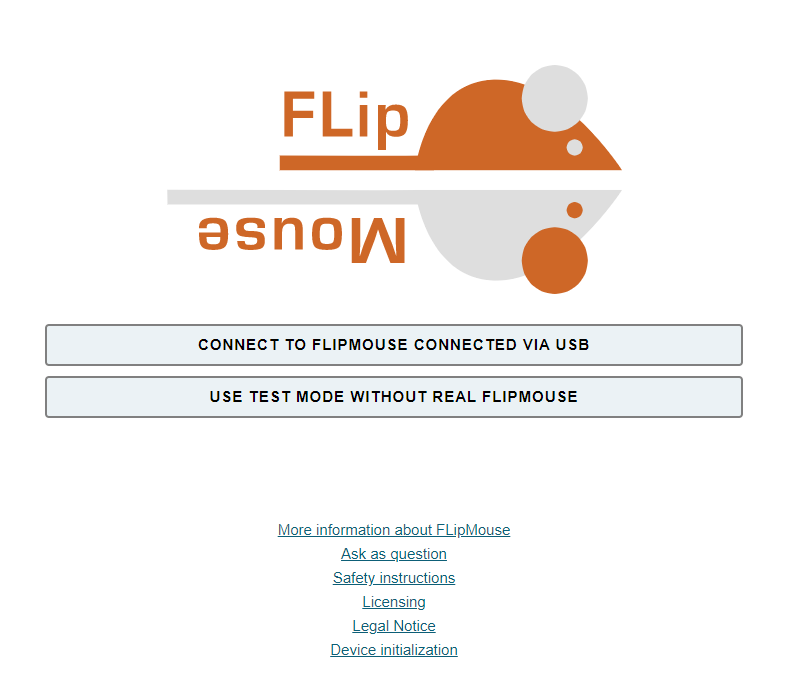 FLip
Mouse
CONNECT TO FLIPMOUSE CONNECTED VIA USB
USE TEST MODE WITHOUT REAL FLIPMOUSE
More information about FLipMouse
Ask as question
Safety instructions
Licensing
Legal Notice
Device initialization